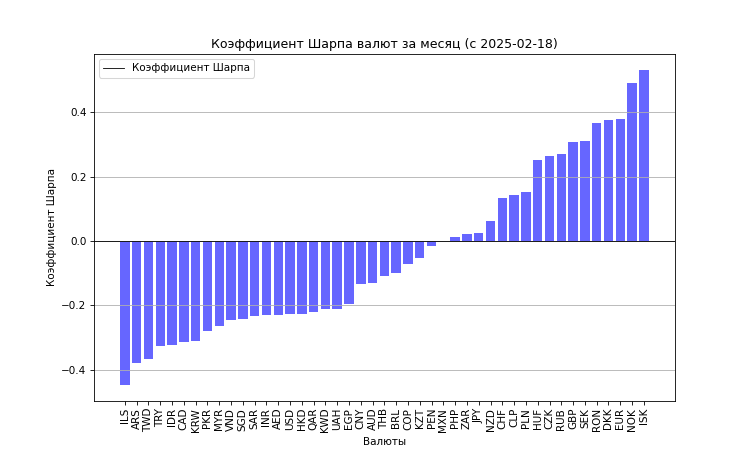 Коэффициент Шарпа валют за месяц (с 2025-02-18)
Коэффициент Шарпа
Коэффициент Шарпа
0.4
0.2
0.0
−0.2
−0.4
ILS
ARS
TWD
TRY
IDR
CAD
KRW
PKR
MYR
VND
SGD
SAR
INR
AED
USD
HKD
QAR
KWD
UAH
EGP
CNY
AUD
THB
BRL
COP
KZT
PEN
MXN
PHP
ZAR
JPY
NZD
CHF
CLP
PLN
HUF
CZK
RUB
GBP
SEK
RON
DKK
EUR
NOK
ISK
Валюты